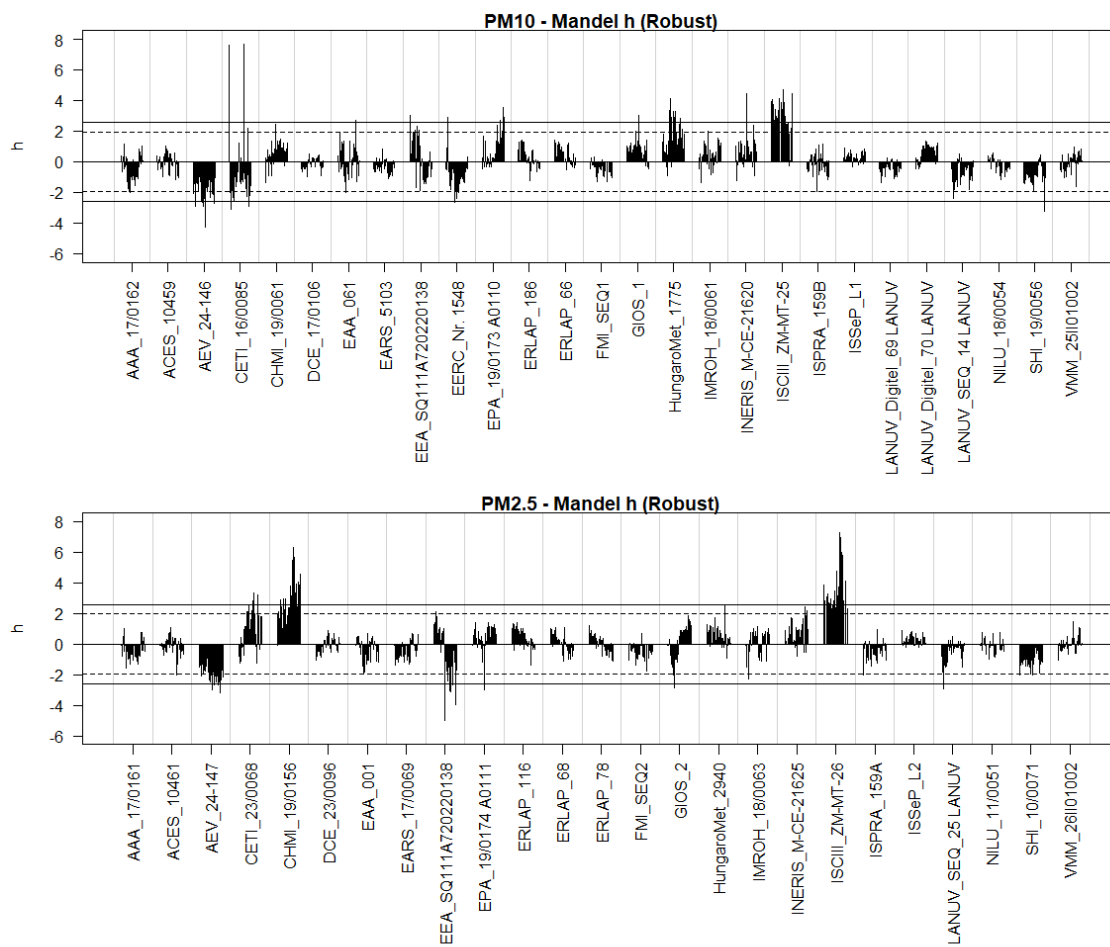 PM10 - Mandel h (Robust)
8
6
4
2
0
-2
-4
-6
h
AAA_17/0162
ACES_10459
AEV_24-146
CETI_16/0085
CHMI_19/0061
DCE_17/0106
EAA_061
EARS_5103
EEA_SQ111A720220138
EERC_Nr. 1548
EPA_19/0173 A0110
ERLAP_186
ERLAP_66
FMI_SEQ1
GIOS_1
HungaroMet_1775
IMROH_18/0061
INERIS_M-CE-21620
ISCIII_ZM-MT-25
ISPRA_159B
ISSeP_L1
LANUV_Digitel_69 LANUV
LANUV_Digitel_70 LANUV
LANUV_SEQ_14 LANUV
NILU_18/0054
SHI_19/0056
VMM_25II01002
PM2.5 - Mandel h (Robust)
8
6
4
2
0
-2
-4
-6
h
AAA_17/0161
ACES_10461
AEV_24-147
CETI_23/0068
CHMI_19/0156
DCE_23/0096
EAA_001
EARS_17/0069
EEA_SQ111A720220138
EPA_19/0174 A0111
ERLAP_116
ERLAP_68
ERLAP_78
FMI_SEQ2
GIOS_2
HungaroMet_2940
IMROH_18/0063
INERIS_M-CE-21625
ISCIII_ZM-MT-26
ISPRA_159A
ISSeP_L2
LANUV_SEQ_25 LANUV
NILU_11/0051
SHI_10/0071
VMM_26II01002